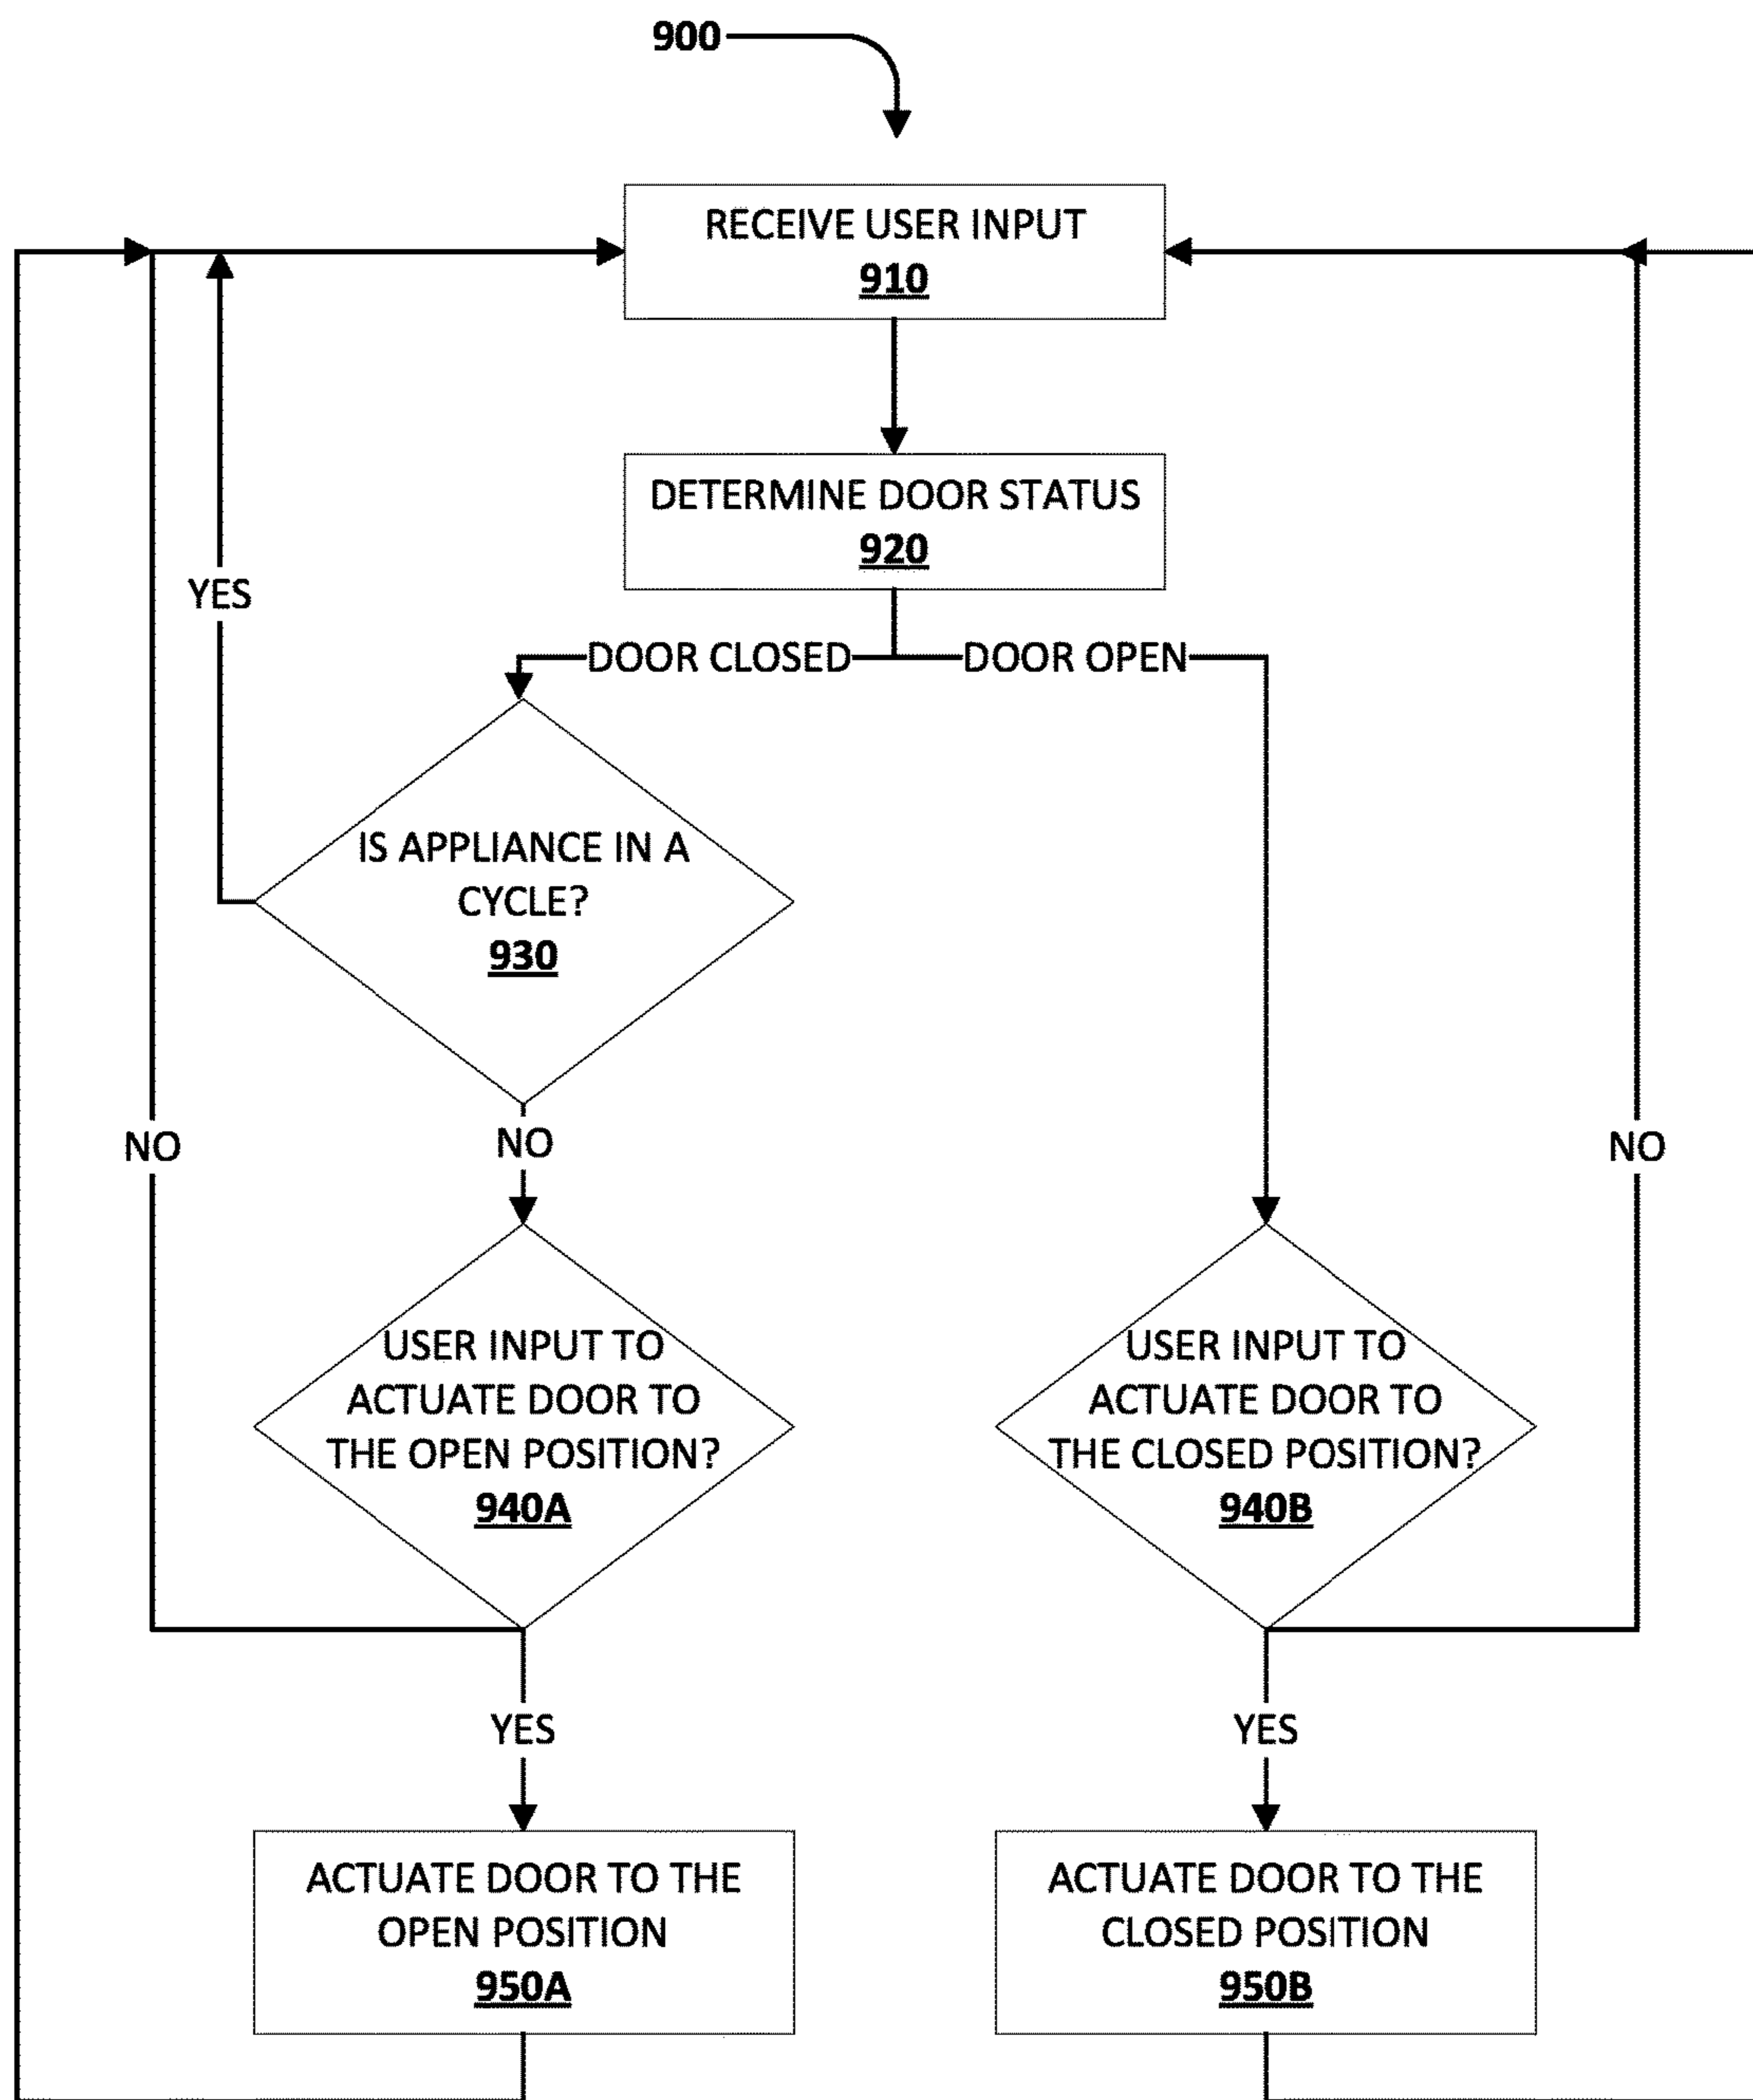 900
RECEIVE USER INPUT
910
DETERMINE DOOR STATUS
920
YES
DOOR CLOSED
DOOR OPEN
IS APPLIANCE IN A
CYCLE?
930
NO
NO
NO
USER INPUT TO
ACTUATE DOOR TO
THE OPEN POSITION?
940A
USER INPUT TO
ACTUATE DOOR TO
THE CLOSED POSITION?
940B
YES
YES
ACTUATE DOOR TO THE
OPEN POSITION
950A
ACTUATE DOOR TO THE
CLOSED POSITION
950B